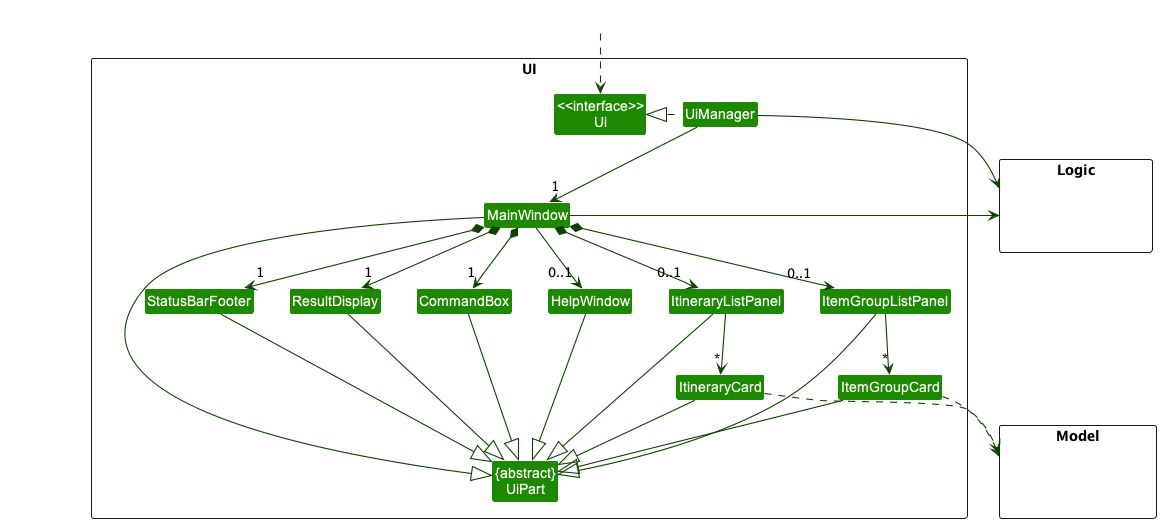 UI
<<interface>>
Ui
UiManager
Logic
1
MainWindow
1
1
1
0..1
0..1
0..1
StatusBarFooter
ResultDisplay
CommandBox
HelpWindow
ItineraryListPanel
ItemGroupListPanel
*
*
ItineraryCard
ItemGroupCard
Model
{abstract}
UiPart